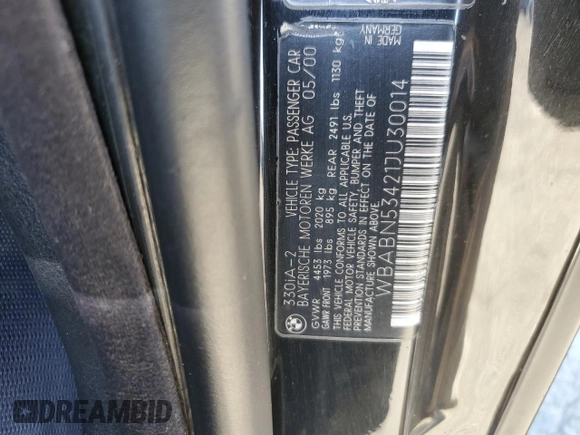 330iA-2 VEHICLE TYPE: PASSENGER CAR
BAYERISCHE MOTOREN WERKE AG 05/00
GVWR 4453 lbs 2020 kg
GAWR FRONT 1973 lbs 895 kg REAR 2491 lbs 1130 kg
THIS VEHICLE CONFORMS TO ALL APPLICABLE U.S.
FEDERAL MOTOR VEHICLE SAFETY, BUMPER AND THEFT
PREVENTION STANDARDS IN EFFECT ON THE DATE OF
MANUFACTURE SHOWN ABOVE.
WBABN53421JU30014
MADE IN
GERMANY
DREAMBID